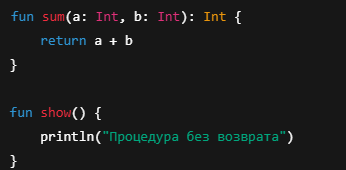 fun sum(a: Int, b: Int): Int {
    return a + b
}

fun show() {
    println("Процедура без возврата")
}